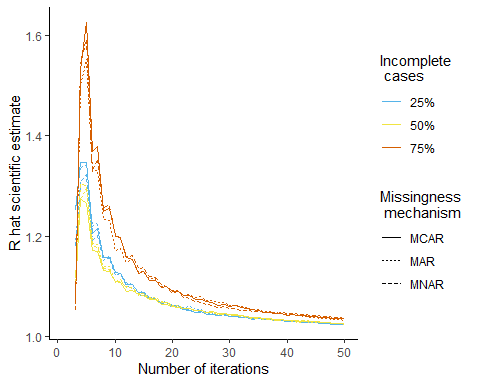 R hat scientific estimate
1.6
1.4
1.2
1.0
0
10
20
30
40
50
Number of iterations
Incomplete
cases
25%
50%
75%
Missingness
mechanism
MCAR
MAR
MNAR